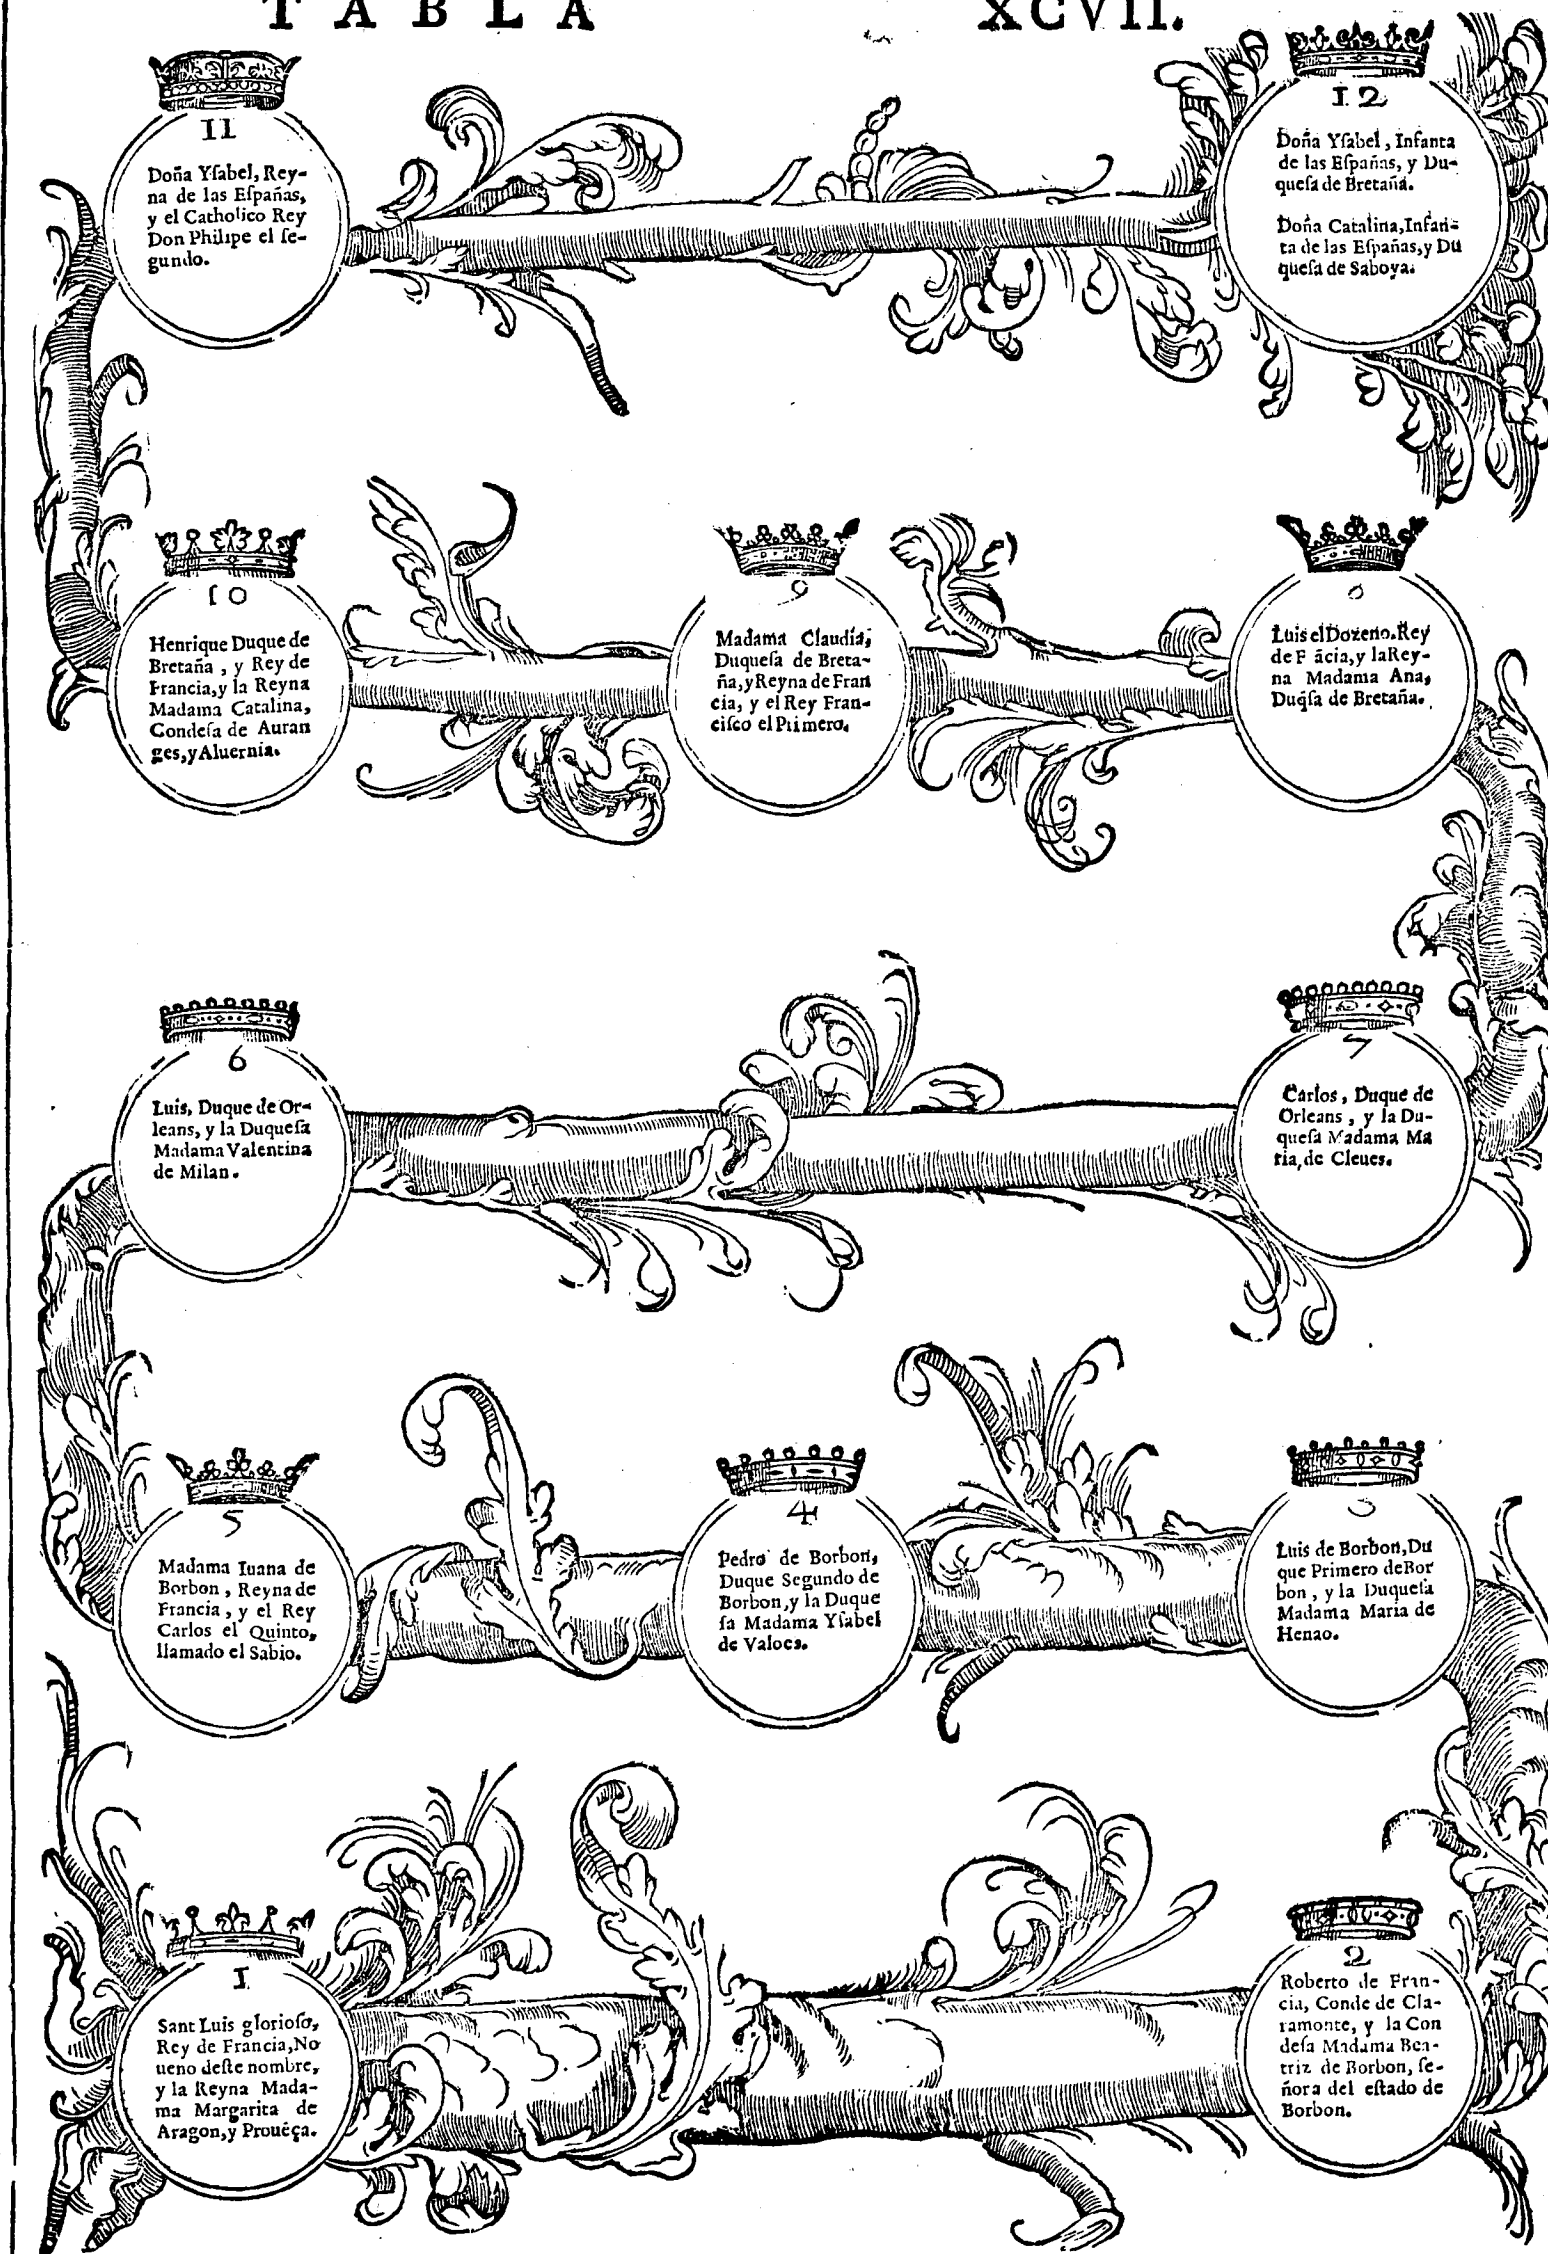 TABLA XCVII.
11
Doña Yſabel, Rey-
na de las Eſpañas,
y el Catholico Rey
Don Philipe el ſe-
gundo.
12
Doña Yſabel, Infanta
de las Eſpañas, y Du-
queſa de Bretaña.
Doña Catalina, Infan-
ta de las Eſpañas, y Du
queſa de Saboya.
10
Henrique Duque de
Bretaña, y Rey de
Francia, y la Reyna
Madama Catalina,
Condeſa de Auran
ges, y Aluernia.
9
Madama Claudia,
Duqueſa de Breta-
ña, y Reyna de Fran
cia, y el Rey Fran-
ciſco el Primero.
Luis el Dozeno. Rey
de F ãcia, y la Rey-
na Madama Ana,
Duq̃ſa de Bretaña.
6
Luis, Duque de Or-
leans, y la Duqueſa
Madama Valentina
de Milan.
7
Carlos, Duque de
Orleans, y la Du-
queſa Madama Ma
ria, de Cleues.
5
Madama Iuana de
Borbon, Reyna de
Francia, y el Rey
Carlos el Quinto,
llamado el Sabio.
4
Pedro de Borbon,
Duque Segundo de
Borbon, y la Duque
ſa Madama Yſabel
de Valoes.
3
Luis de Borbon, Du
que Primero de Bor
bon, y la Duqueſa
Madama Maria de
Henao.
1
Sant Luis glorioſo,
Rey de Francia, No
ueno deſte nombre,
y la Reyna Mada-
ma Margarita de
Aragon, y Prouẽça.
2
Roberto de Fran-
cia, Conde de Cla-
ramonte, y la Con
deſa Madama Bea-
triz de Borbon, ſe-
ñora del eſtado de
Borbon.